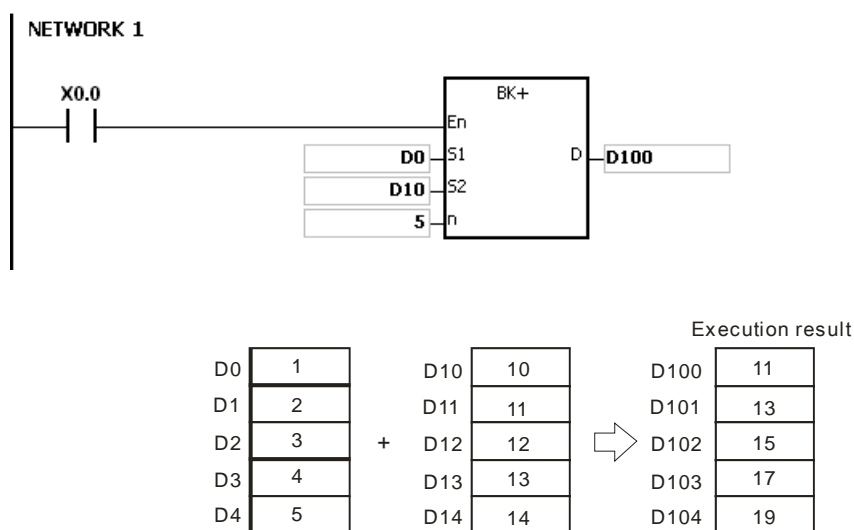 NETWORK 1
X0.0
BK+
En
D0 S1 D D100
D10 S2
5 n
Execution result
D0 1 D10 10 D100 11
D1 2 D11 11 D101 13
D2 3 + D12 12 D102 15
D3 4 D13 13 D103 17
D4 5 D14 14 D104 19